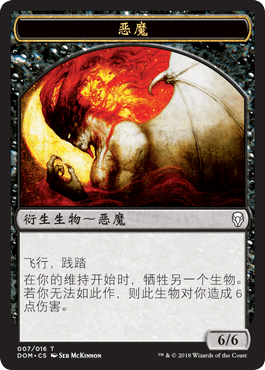 恶魔
衍生生物～恶魔
飞行，践踏
在你的维持开始时，牺牲另一个生物。
若你无法如此作，则此生物对你造成6
点伤害。
6/6
007/016 T
DOM • CS Seb McKinnon
™ & © 2018 Wizards of the Coast